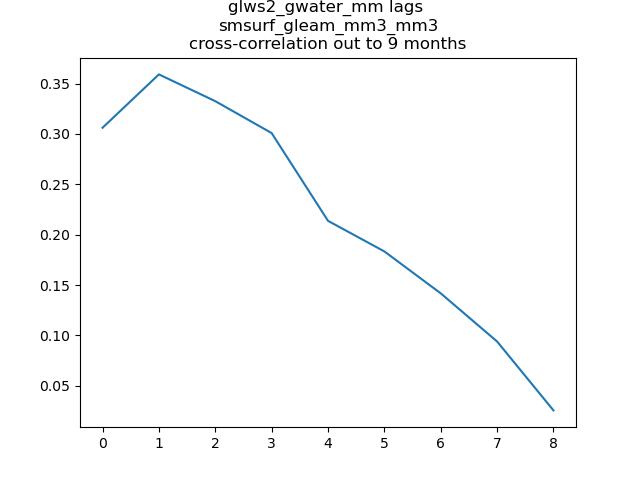 glws2_gwater_mm lags
smsurf_gleam_mm3_mm3
cross-correlation out to 9 months
0.35
0.30
0.25
0.20
0.15
0.10
0.05
0 1 2 3 4 5 6 7 8